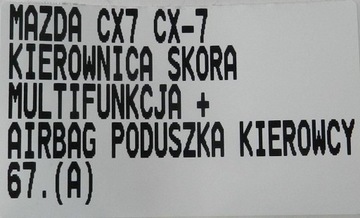 MAZDA CX7 CX-7
KIEROWNICA SKORA
MULTIFUNKCJA +
AIRBAG PODUSZKA KIEROWCY
67.(A)